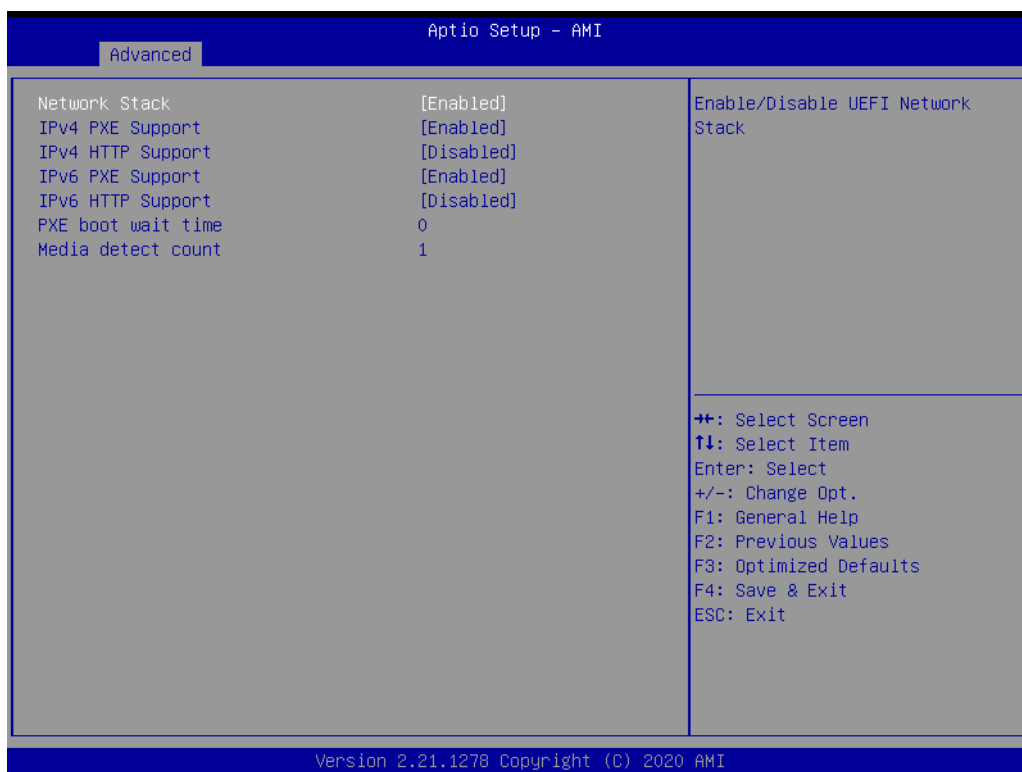 Aptio Setup – AMI
Advanced
Network Stack [Enabled]
IPv4 PXE Support [Enabled]
IPv4 HTTP Support [Disabled]
IPv6 PXE Support [Enabled]
IPv6 HTTP Support [Disabled]
PXE boot wait time 0
Media detect count 1
Enable/Disable UEFI Network
Stack
→←: Select Screen
↑↓: Select Item
Enter: Select
+/-: Change Opt.
F1: General Help
F2: Previous Values
F3: Optimized Defaults
F4: Save & Exit
ESC: Exit
Version 2.21.1278 Copyright (C) 2020 AMI